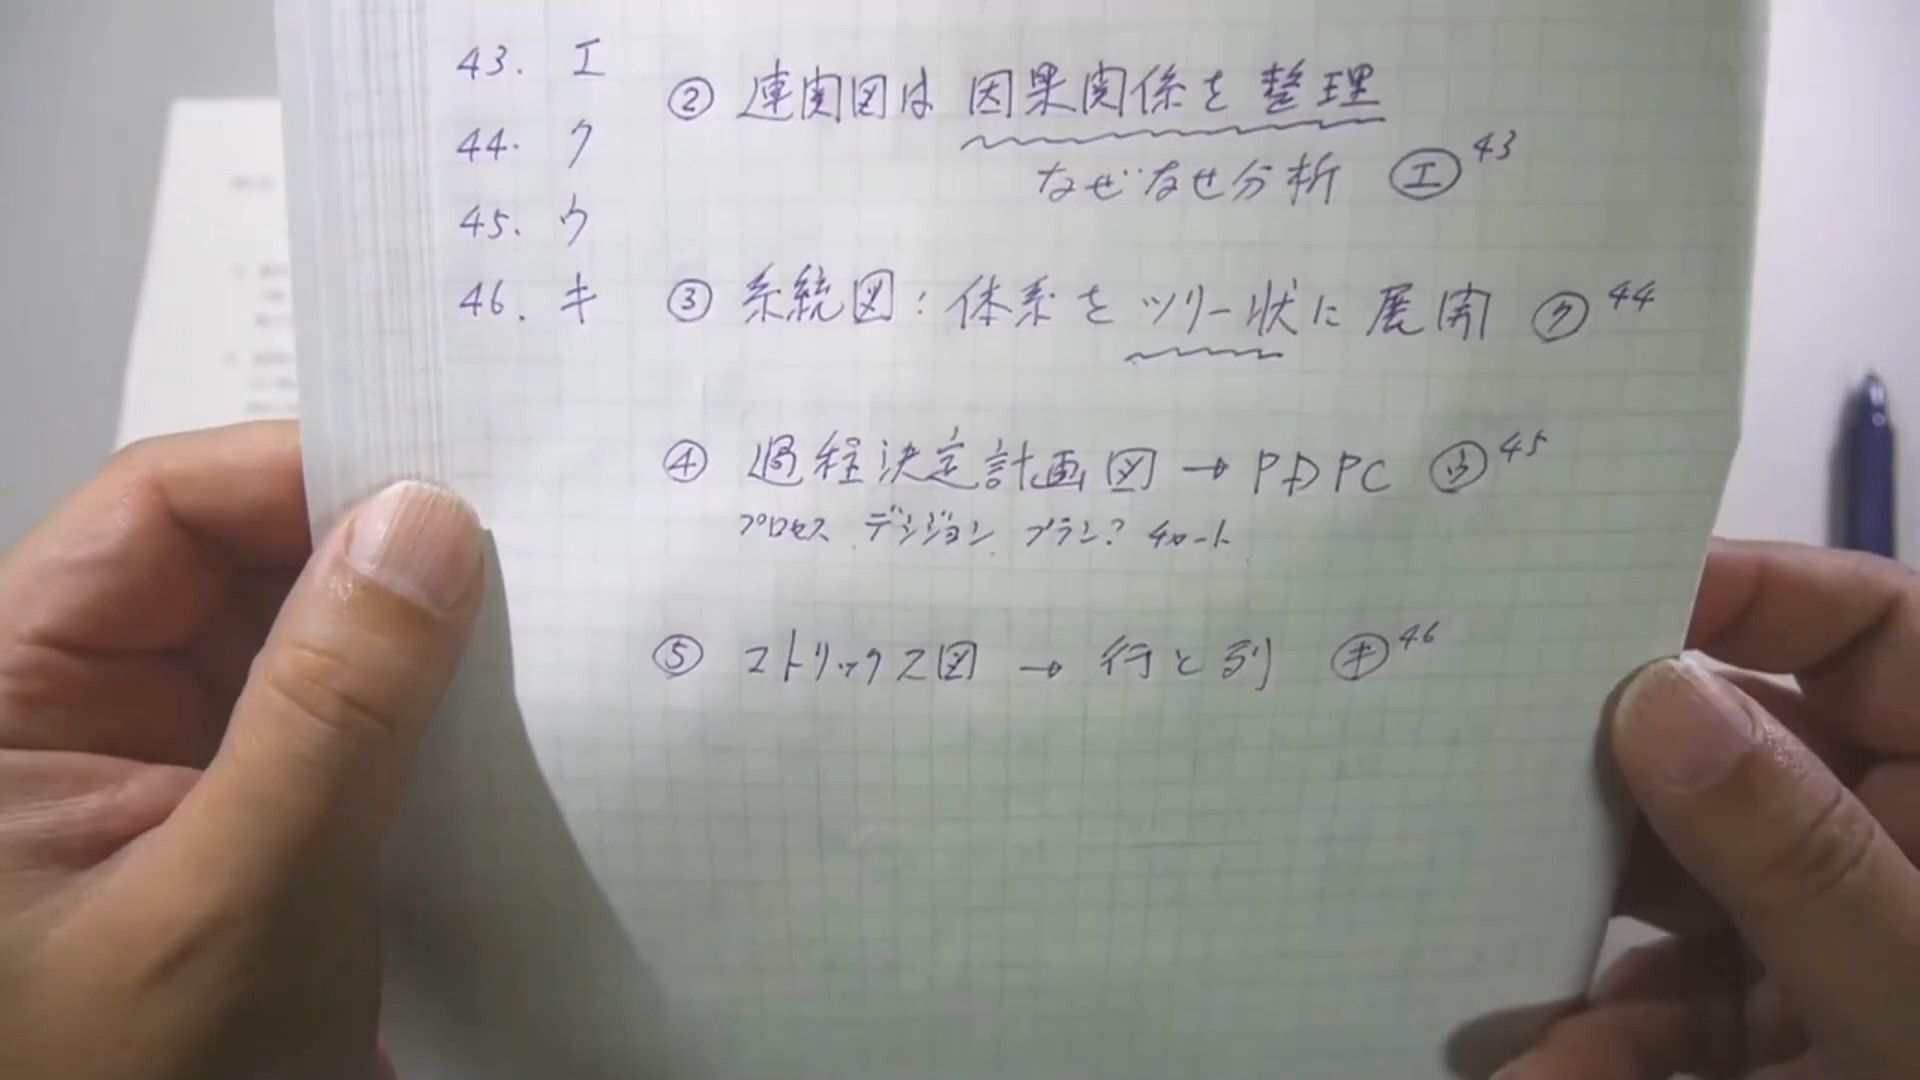 43. エ
44. ク
45. ウ
46. キ
② 連関図は 因果関係を整理
なぜなぜ分析 エ 43
③ 系統図：体系をツリー状に展開 ク 44
④ 過程決定計画図 → PDPC ウ 45
プロセス デシジョン プラン? チャート
⑤ マトリックス図 → 行と列 キ 46